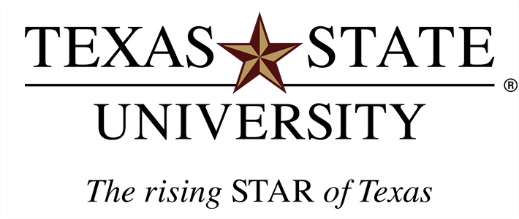 TEXAS STATE
UNIVERSITY
®
The rising STAR of Texas